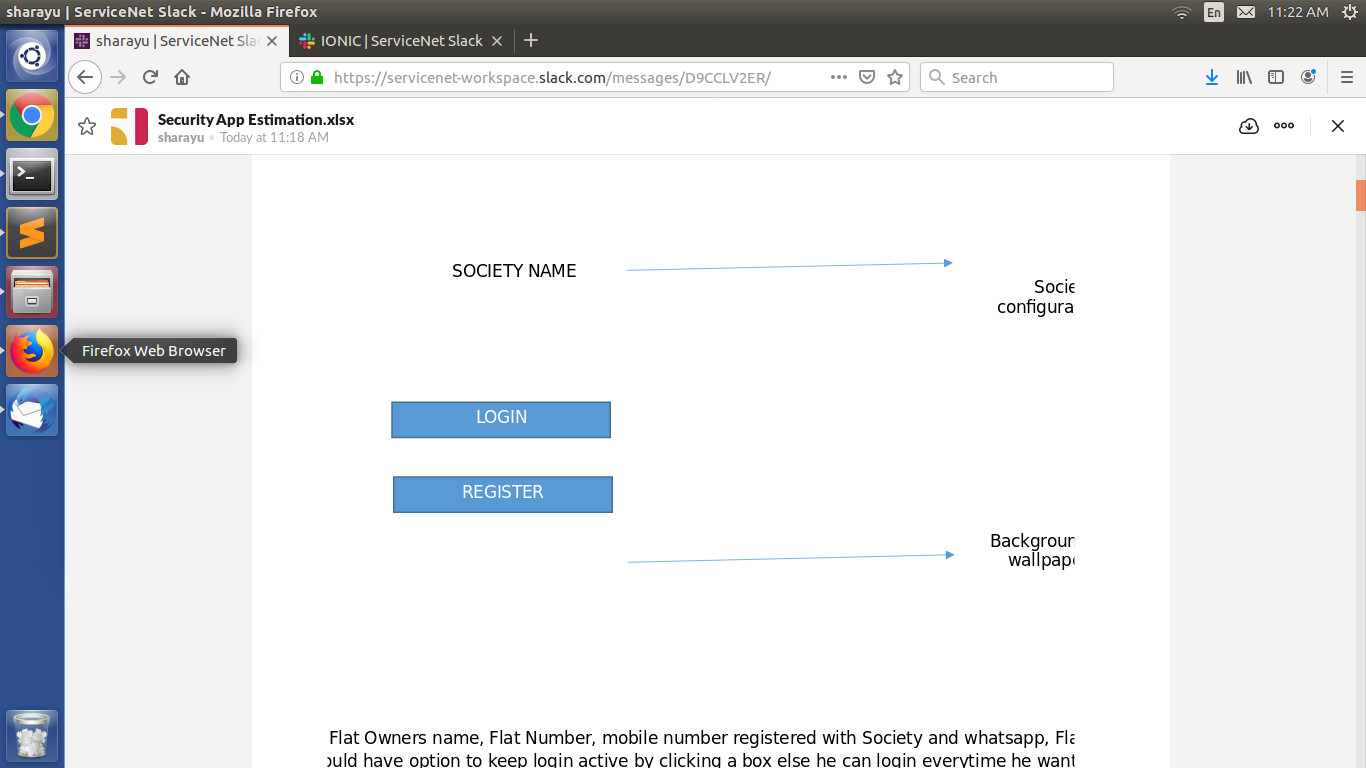 sharayu | ServiceNet Slack - Mozilla Firefox
En
11:22 AM
sharayu | ServiceNet Sla
IONIC | ServiceNet Slack
https://servicenet-workspace.slack.com/messages/D9CCLV2ER/
Search
Security App Estimation.xlsx
sharayu • Today at 11:18 AM
SOCIETY NAME
Socie
configura
Firefox Web Browser
LOGIN
REGISTER
Backgroun
wallpape
Flat Owners name, Flat Number, mobile number registered with Society and whatsapp, Fla
ould have option to keep login active by clicking a box else he can login everytime he want